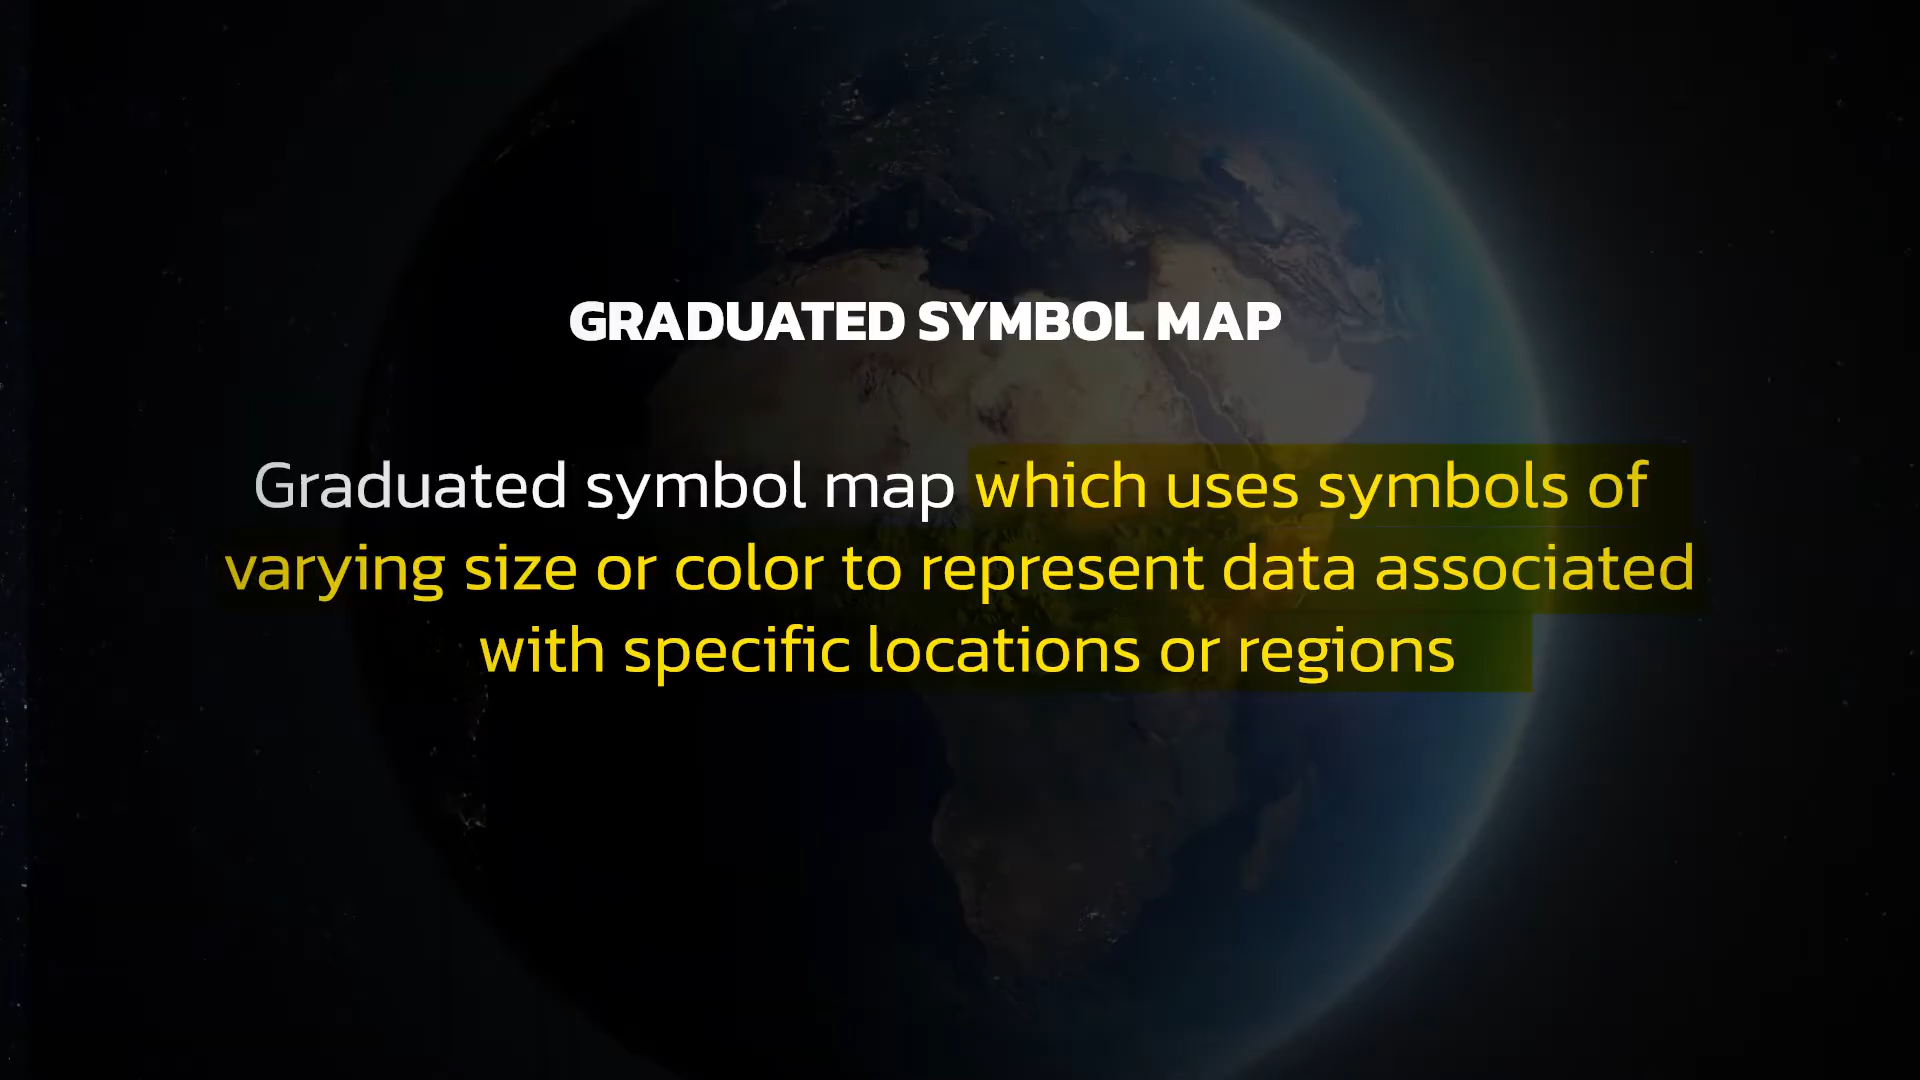 GRADUATED SYMBOL MAP
Graduated symbol map which uses symbols of
varying size or color to represent data associated
with specific locations or regions